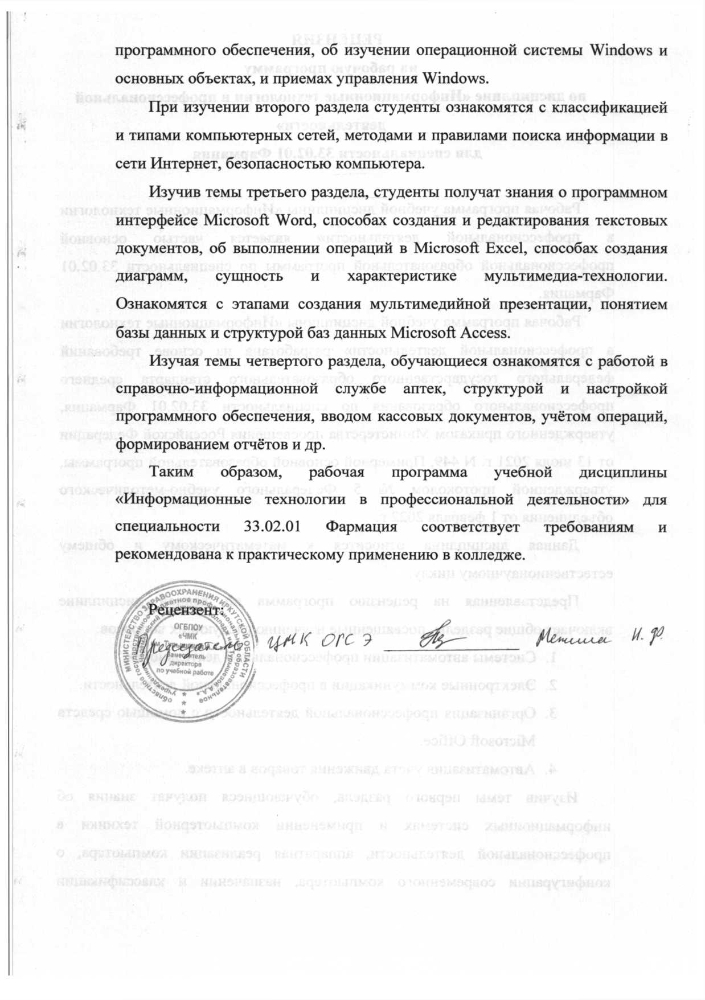 программного обеспечения, об изучении операционной системы Windows и
основных объектах, и приемах управления Windows.
При изучении второго раздела студенты ознакомятся с классификацией
и типами компьютерных сетей, методами и правилами поиска информации в
сети Интернет, безопасностью компьютера.
Изучив темы третьего раздела, студенты получат знания о программном
интерфейсе Microsoft Word, способах создания и редактирования текстовых
документов, об выполнении операций в Microsoft Excel, способах создания
диаграмм, сущность и характеристике мультимедиа-технологии.
Ознакомятся с этапами создания мультимедийной презентации, понятием
базы данных и структурой баз данных Microsoft Access.
Изучая темы четвертого раздела, обучающиеся ознакомятся с работой в
справочно-информационной службе аптек, структурой и настройкой
программного обеспечения, вводом кассовых документов, учётом операций,
формированием отчётов и др.
Таким образом, рабочая программа учебной дисциплины
«Информационные технологии в профессиональной деятельности» для
специальности 33.02.01 Фармация соответствует требованиям и
рекомендована к практическому применению в колледже.
Рецензент:
Председатель ЦМК ОГСЭ
И. Ф.
МИНИСТЕРСТВО ЗДРАВООХРАНЕНИЯ ИРКУТСКОЙ ОБЛАСТИ
ОГБПОУ
«ЧМК
Заместитель
директора
по учебной работе